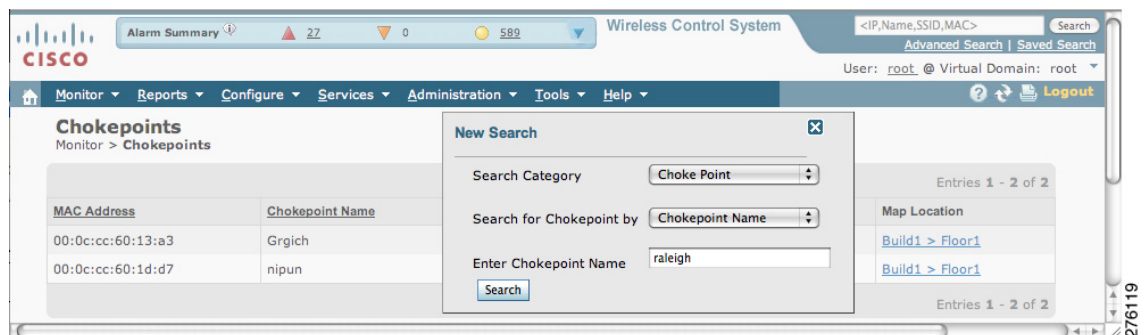 Alarm Summary 27 0 589
Wireless Control System
<IP,Name,SSID,MAC> Search
Advanced Search | Saved Search
CISCO
User: root @ Virtual Domain: root
Monitor Reports Configure Services Administration Tools Help Logout
Chokepoints
Monitor > Chokepoints
New Search
Search Category Choke Point
Search for Chokepoint by Chokepoint Name
Enter Chokepoint Name raleigh
Search
Entries 1 - 2 of 2
MAC Address Chokepoint Name Map Location
00:0c:cc:60:13:a3 Grgich Build1 > Floor1
00:0c:cc:60:1d:d7 nipun Build1 > Floor1
Entries 1 - 2 of 2
276119